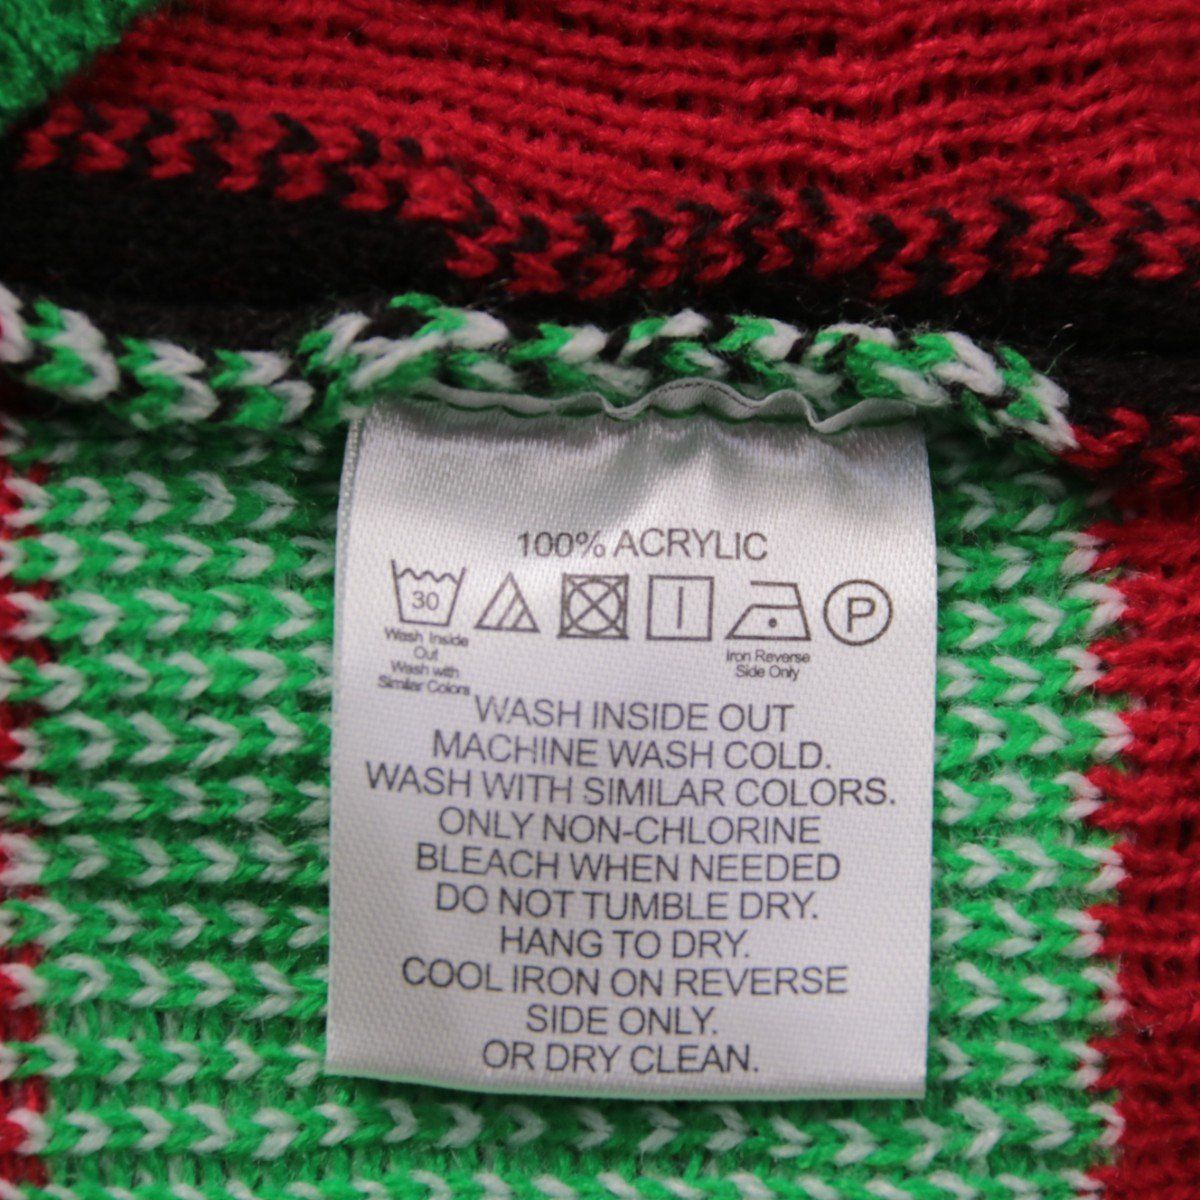 100% ACRYLIC
30
P
Wash Inside
Out
Wash with
Similar Colors
Iron Reverse
Side Only
WASH INSIDE OUT
MACHINE WASH COLD.
WASH WITH SIMILAR COLORS.
ONLY NON-CHLORINE
BLEACH WHEN NEEDED
DO NOT TUMBLE DRY.
HANG TO DRY.
COOL IRON ON REVERSE
SIDE ONLY.
OR DRY CLEAN.